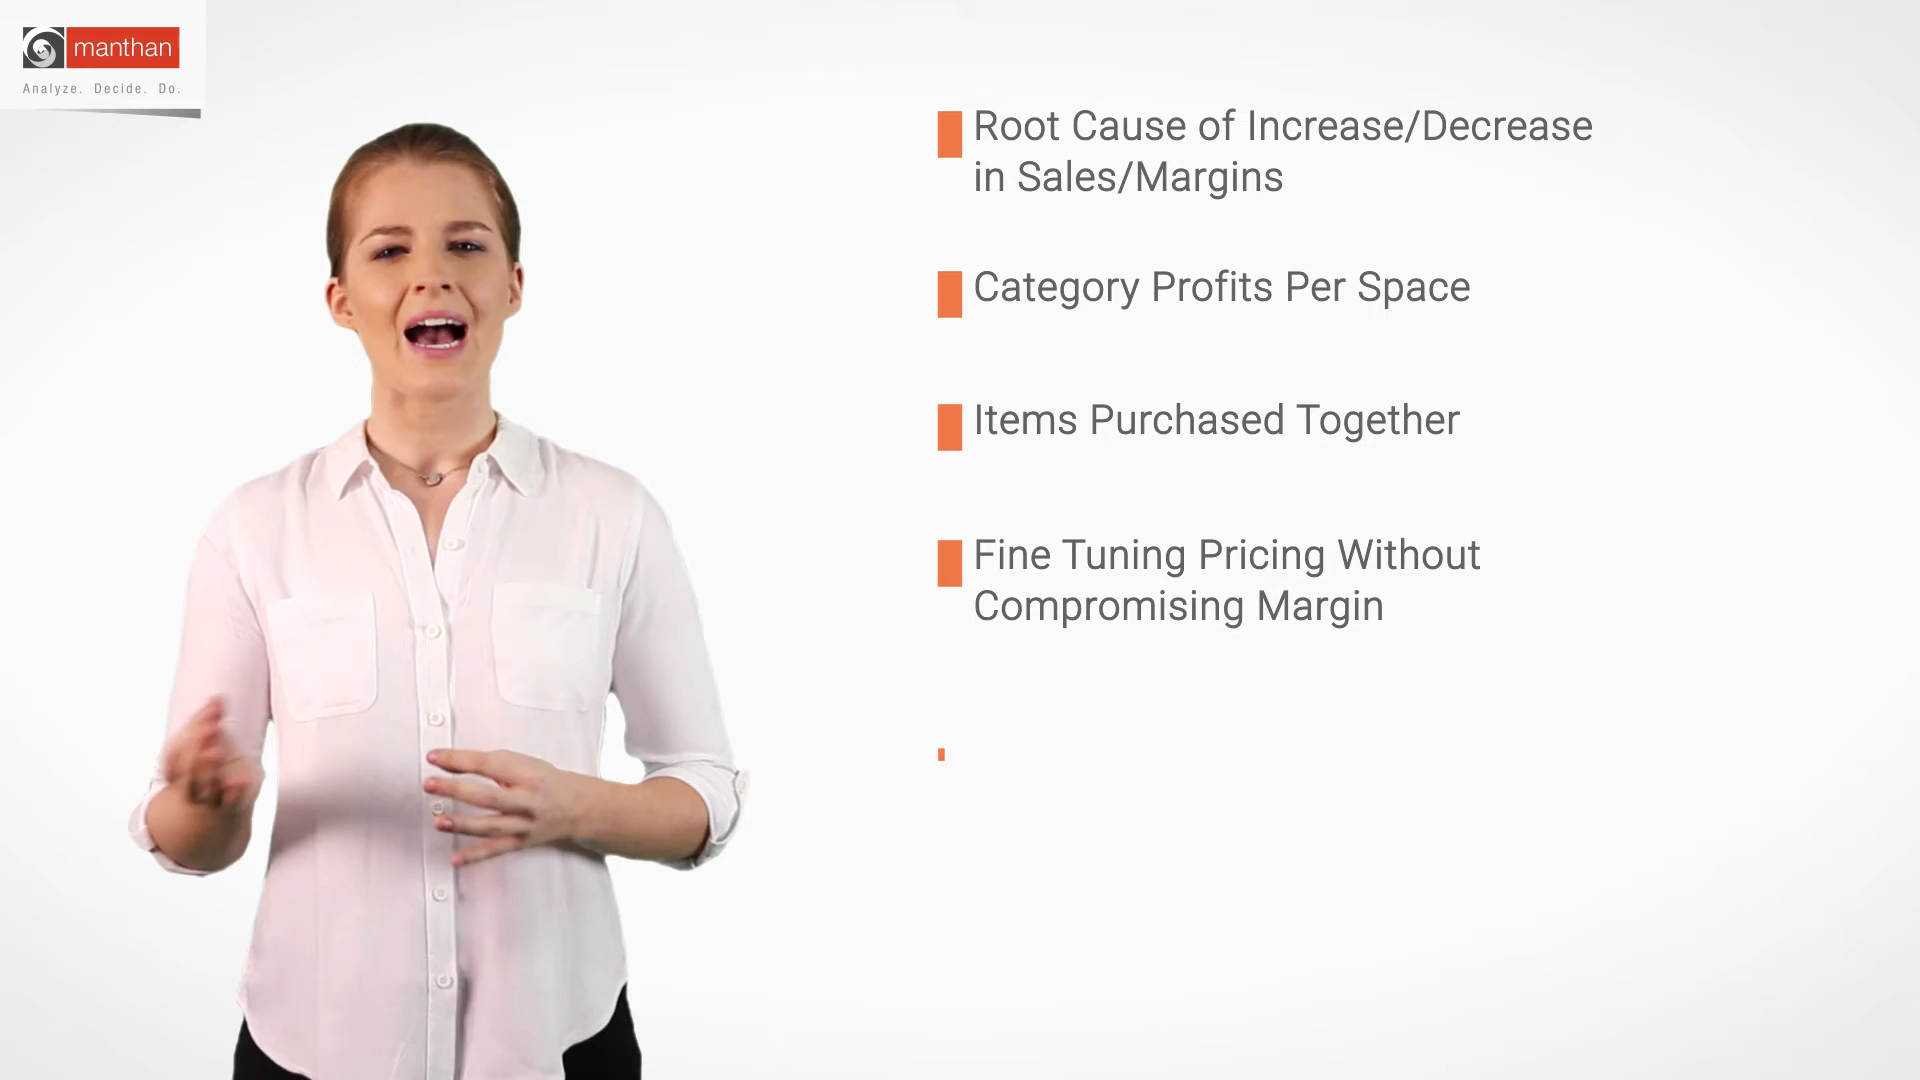 manthan
Analyze. Decide. Do.
Root Cause of Increase/Decrease
in Sales/Margins
Category Profits Per Space
Items Purchased Together
Fine Tuning Pricing Without
Compromising Margin